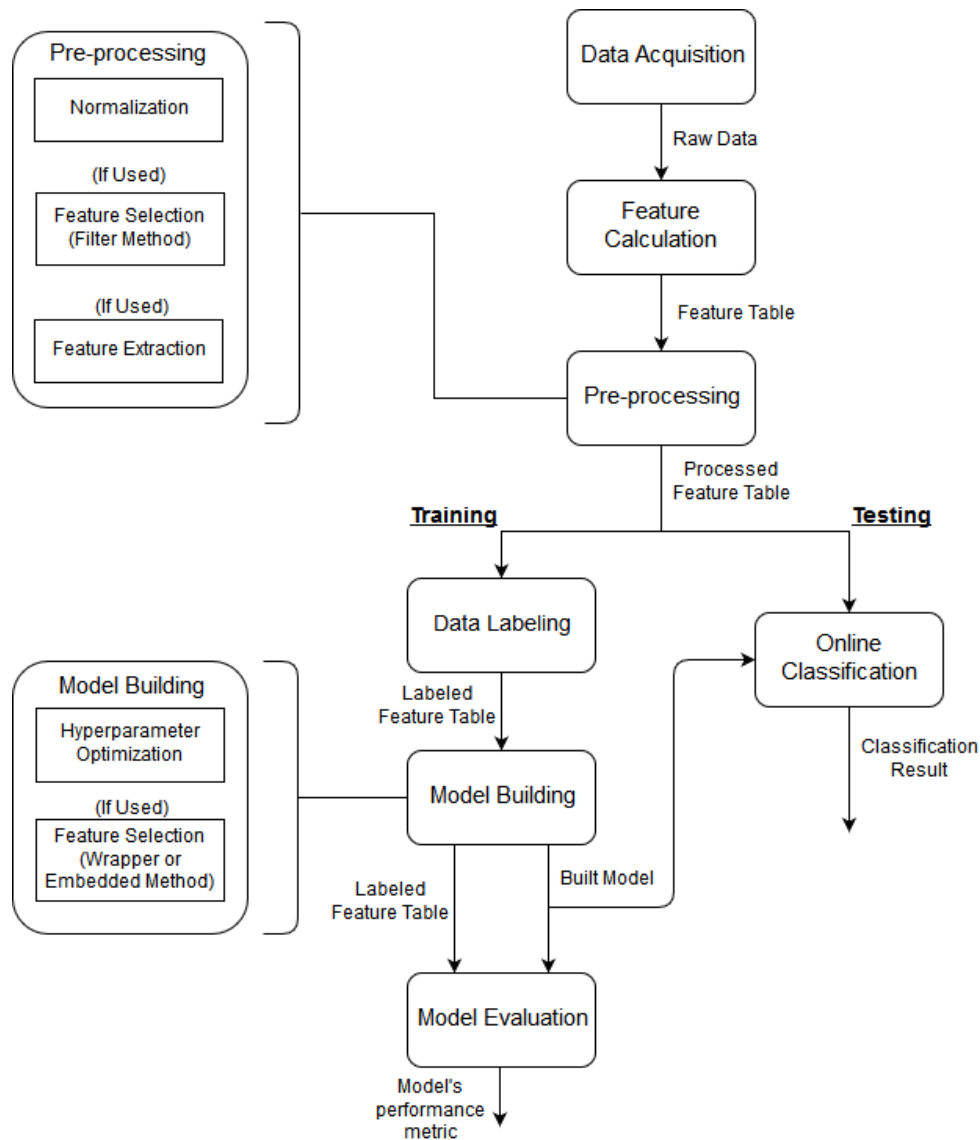 Pre-processing
Normalization
(If Used)
Feature Selection
(Filter Method)
(If Used)
Feature Extraction
Data Acquisition
Raw Data
Feature
Calculation
Feature Table
Pre-processing
Processed
Feature Table
Training
Testing
Data Labeling
Online
Classification
Labeled
Feature Table
Classification
Result
Model Building
Hyperparameter
Optimization
(If Used)
Feature Selection
(Wrapper or
Embedded Method)
Model Building
Labeled
Feature Table
Built Model
Model Evaluation
Model's
performance
metric